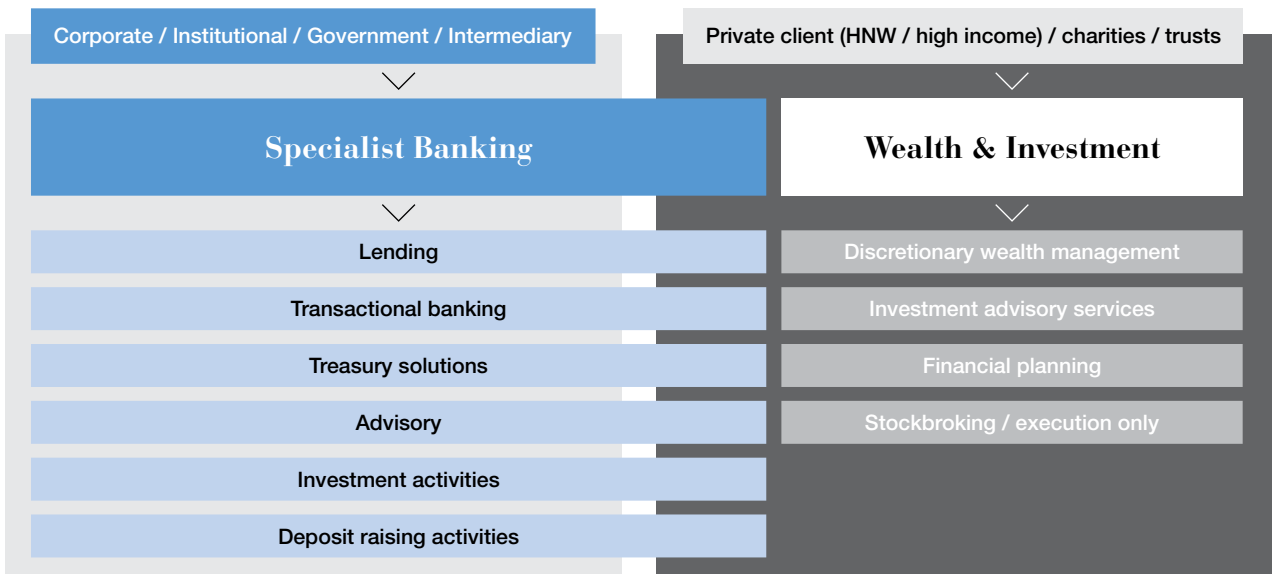 Corporate / Institutional / Government / Intermediary
Private client (HNW / high income) / charities / trusts
Specialist Banking
Wealth & Investment
Lending
Transactional banking
Treasury solutions
Advisory
Investment activities
Deposit raising activities
Discretionary wealth management
Investment advisory services
Financial planning
Stockbroking / execution only